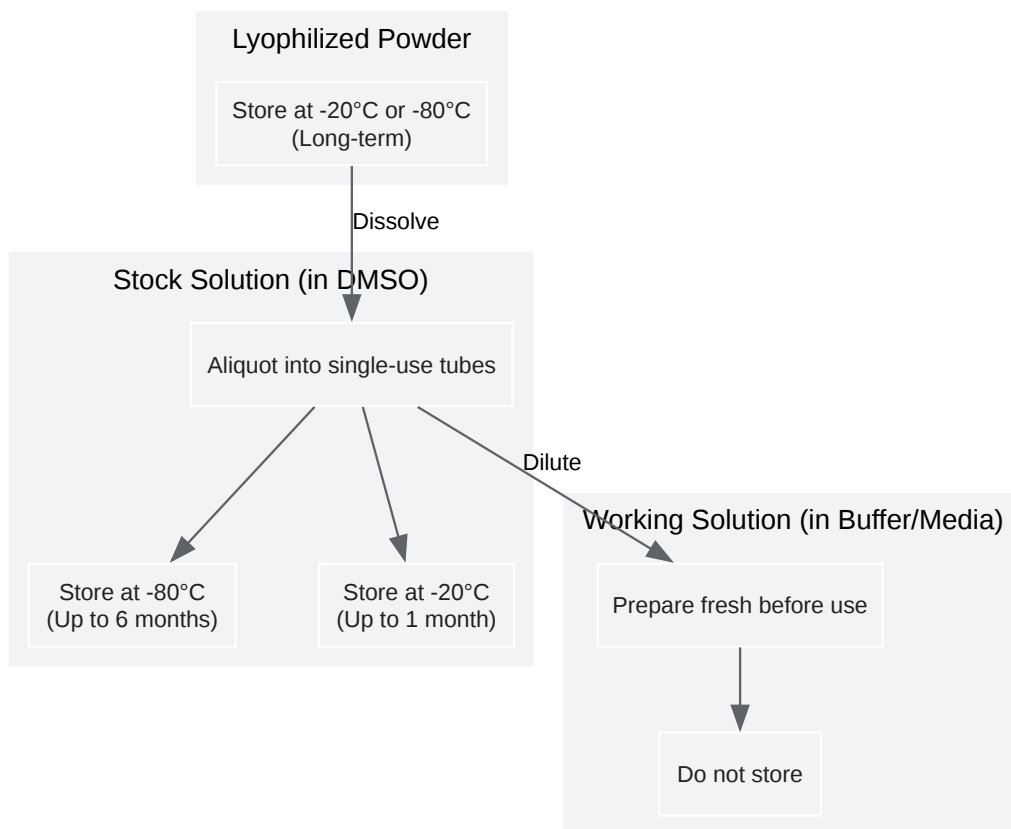 Lyophilized Powder
Store at -20°C or -80°C
(Long-term)
Dissolve
Stock Solution (in DMSO)
Aliquot into single-use tubes
Dilute
Working Solution (in Buffer/Media)
Store at -80°C
(Up to 6 months)
Store at -20°C
(Up to 1 month)
Prepare fresh before use
Do not store